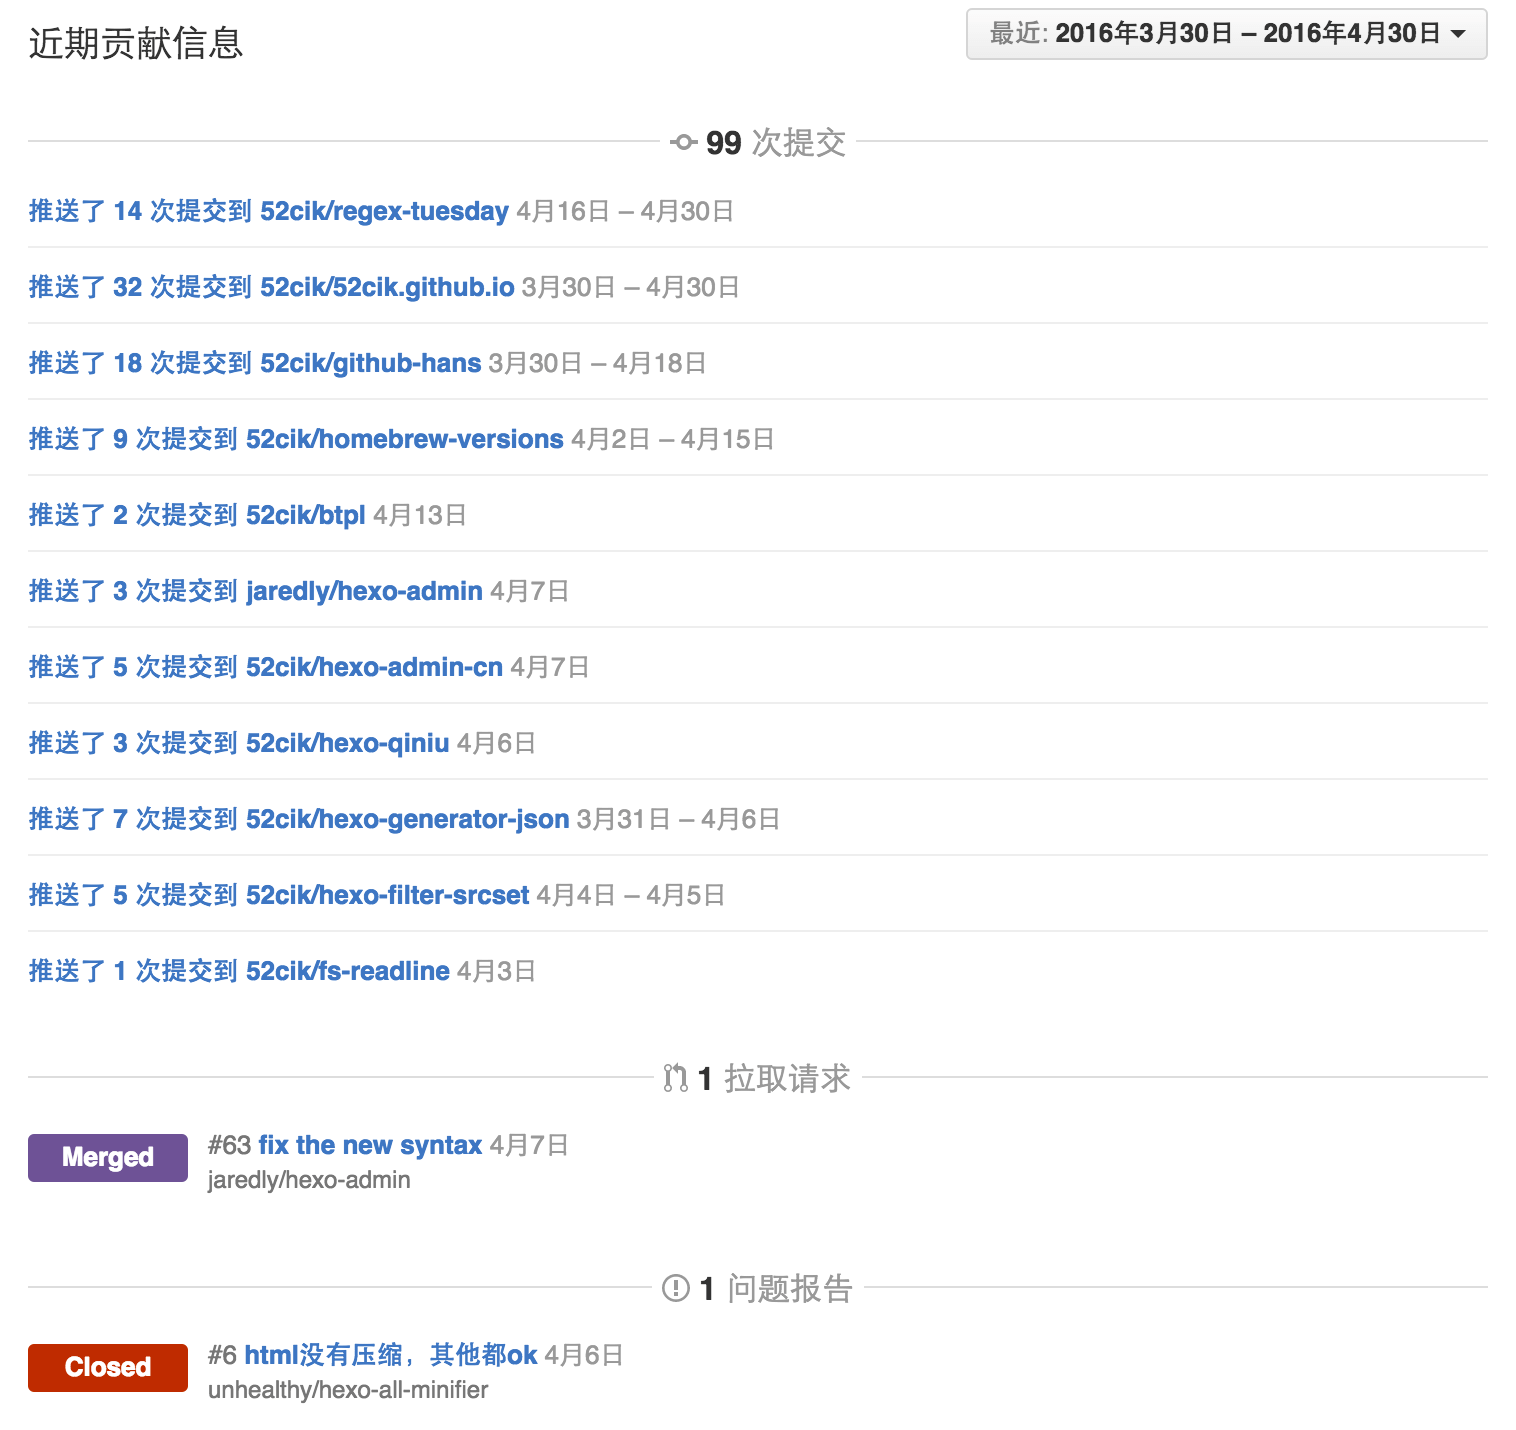 近期贡献信息
最近: 2016年3月30日 – 2016年4月30日
99 次提交
推送了 14 次提交到 52cik/regex-tuesday 4月16日 – 4月30日
推送了 32 次提交到 52cik/52cik.github.io 3月30日 – 4月30日
推送了 18 次提交到 52cik/github-hans 3月30日 – 4月18日
推送了 9 次提交到 52cik/homebrew-versions 4月2日 – 4月15日
推送了 2 次提交到 52cik/btpl 4月13日
推送了 3 次提交到 jaredly/hexo-admin 4月7日
推送了 5 次提交到 52cik/hexo-admin-cn 4月7日
推送了 3 次提交到 52cik/hexo-qiniu 4月6日
推送了 7 次提交到 52cik/hexo-generator-json 3月31日 – 4月6日
推送了 5 次提交到 52cik/hexo-filter-srcset 4月4日 – 4月5日
推送了 1 次提交到 52cik/fs-readline 4月3日
1 拉取请求
Merged #63 fix the new syntax 4月7日
jaredly/hexo-admin
1 问题报告
Closed #6 html没有压缩，其他都ok 4月6日
unhealthy/hexo-all-minifier